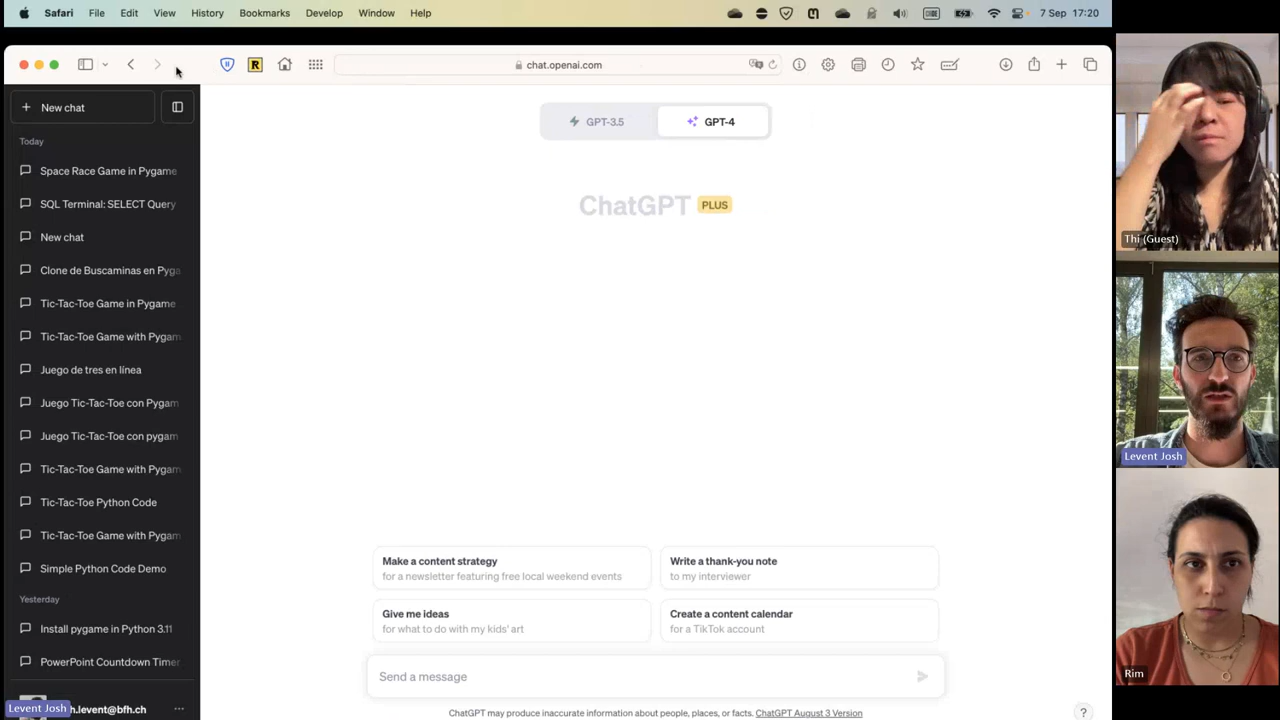 Safari File Edit View History Bookmarks Develop Window Help
7 Sep 17:20
chat.openai.com
New chat
Today
Space Race Game in Pygame
SQL Terminal: SELECT Query
New chat
Clone de Buscaminas en Pyga
Tic-Tac-Toe Game in Pygame
Tic-Tac-Toe Game with Pygam
Juego de tres en línea
Juego Tic-Tac-Toe con Pygam
Juego Tic-Tac-Toe con pygam
Tic-Tac-Toe Game with Pygam
Tic-Tac-Toe Python Code
Tic-Tac-Toe Game with Pygam
Simple Python Code Demo
Yesterday
Install pygame in Python 3.11
PowerPoint Countdown Timer
h.levent@bfh.ch
Levent Josh
GPT-3.5
GPT-4
ChatGPT PLUS
Make a content strategy
for a newsletter featuring free local weekend events
Write a thank-you note
to my interviewer
Give me ideas
for what to do with my kids' art
Create a content calendar
for a TikTok account
Send a message
ChatGPT may produce inaccurate information about people, places, or facts. ChatGPT August 3 Version
?
Thi (Guest)
Levent Josh
Rim